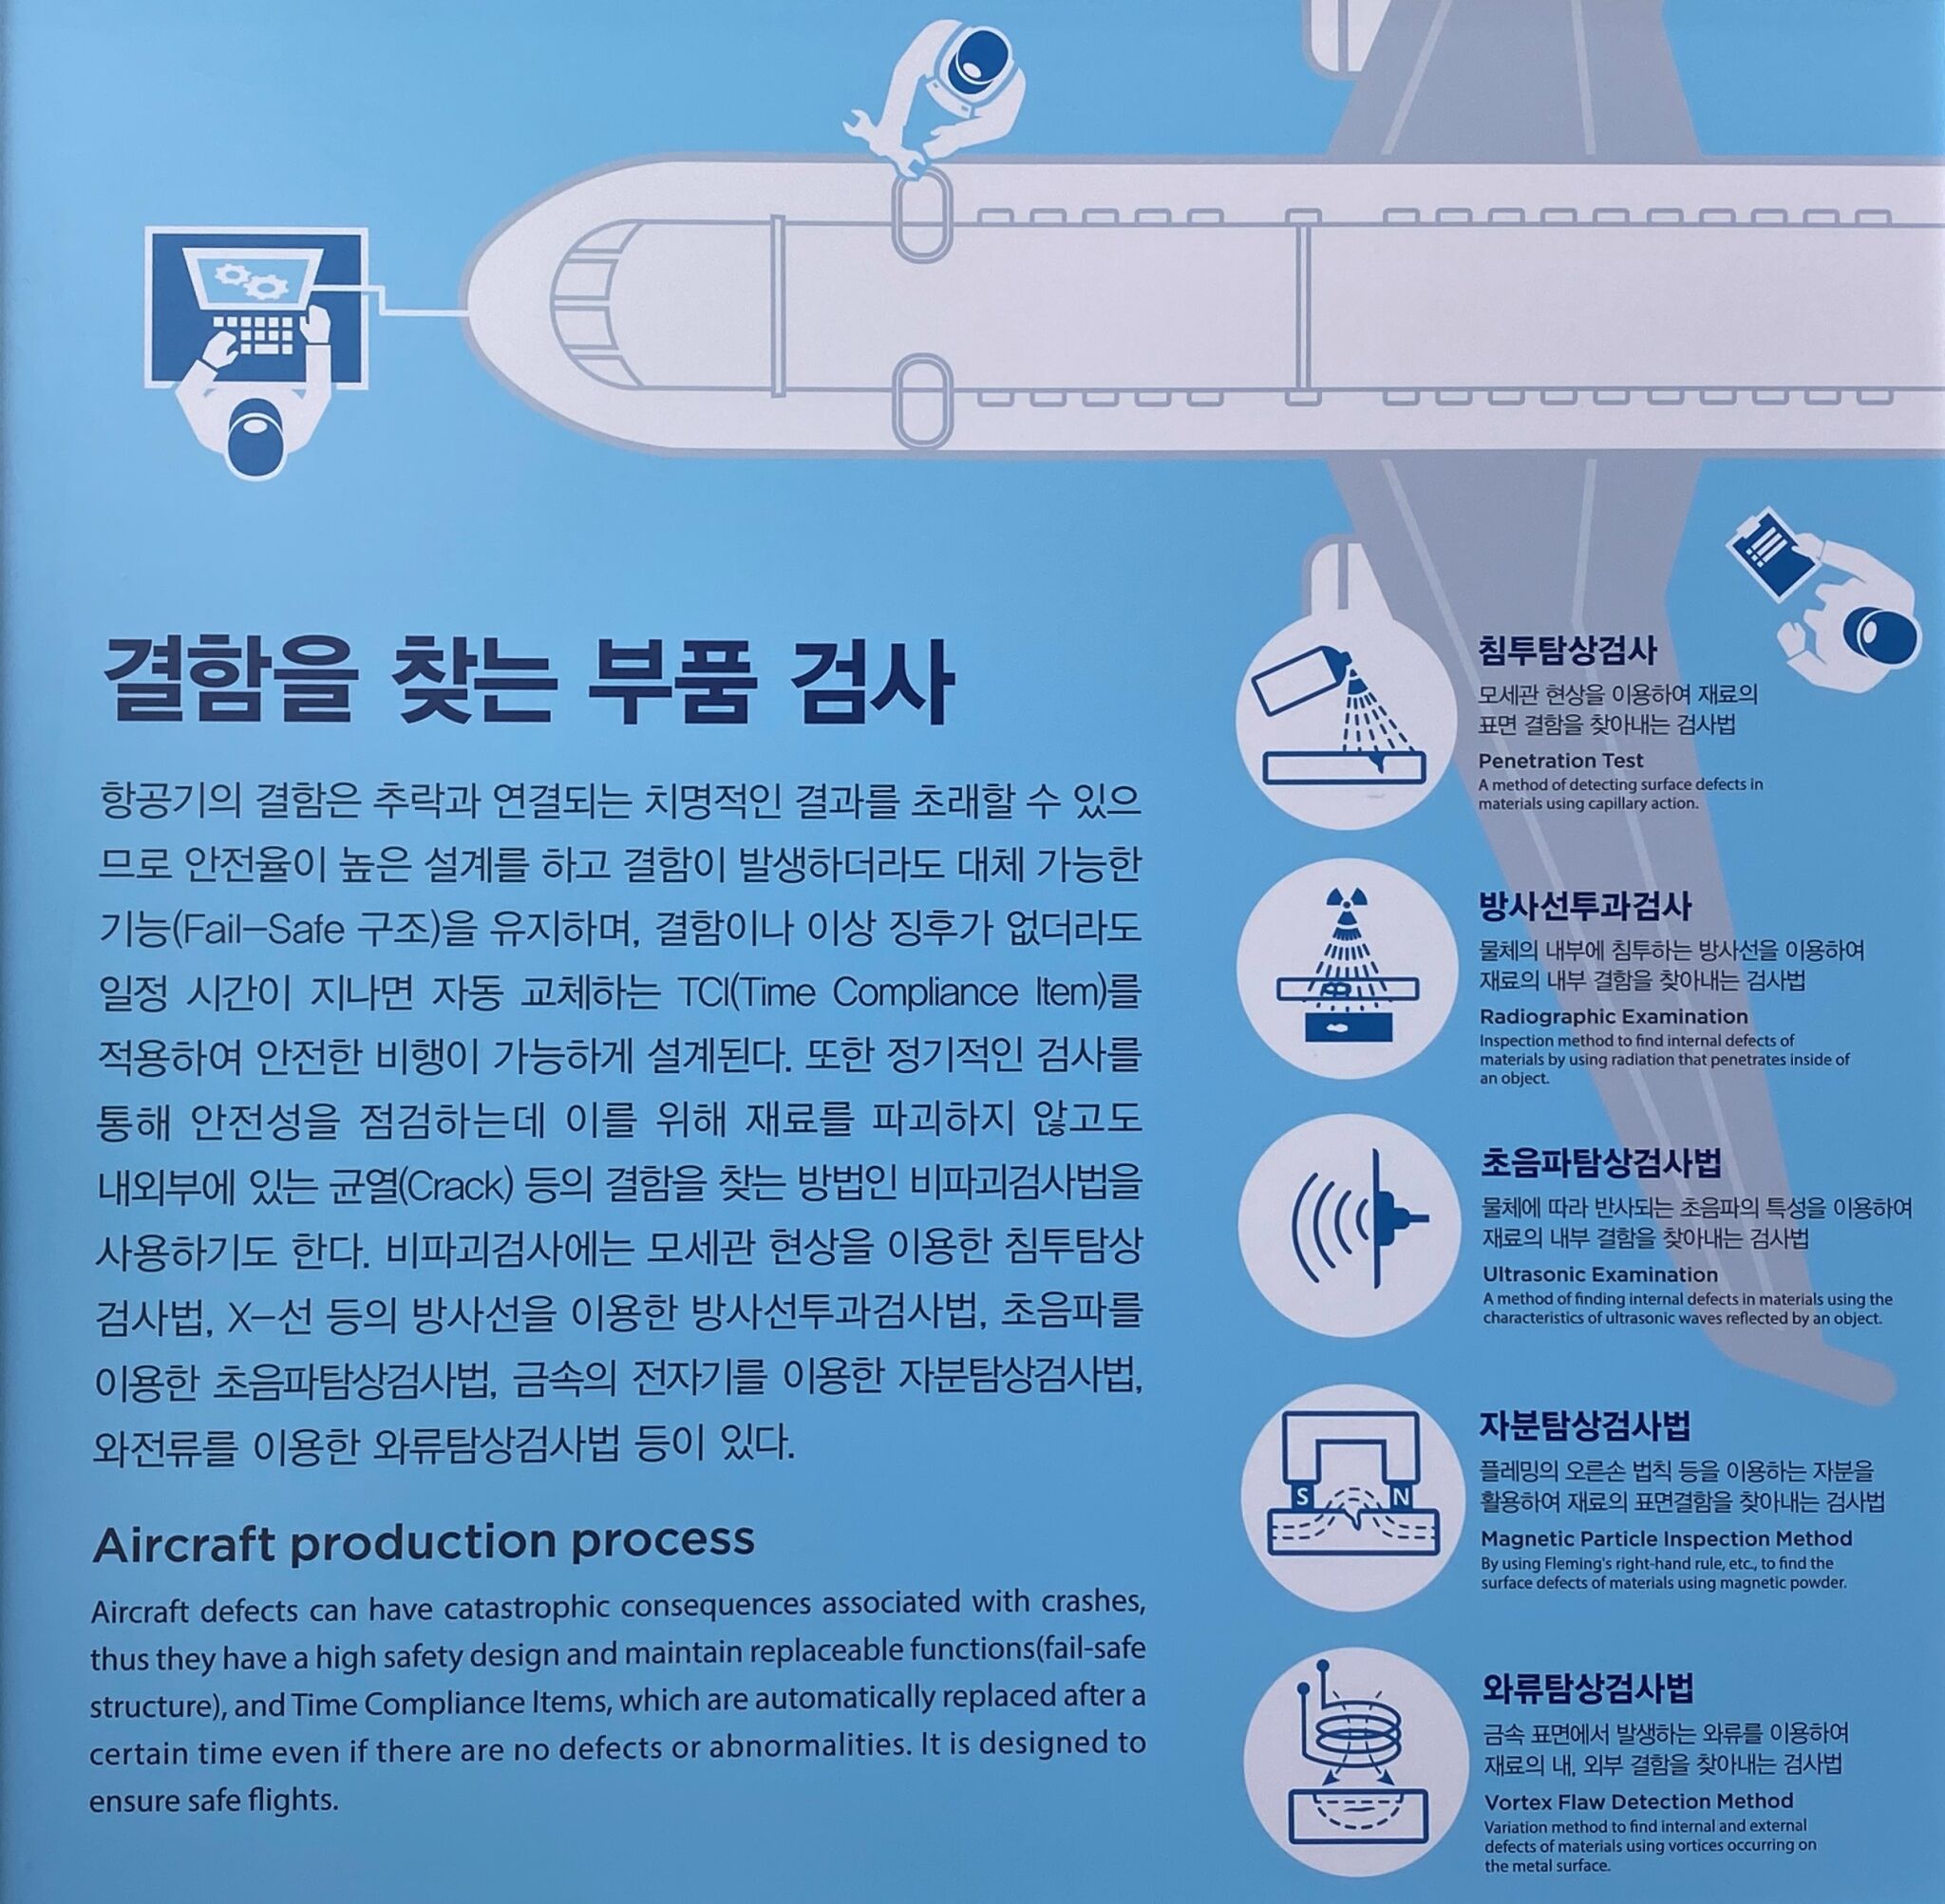 결함을 찾는 부품 검사
항공기의 결함은 추락과 연결되는 치명적인 결과를 초래할 수 있으
므로 안전율이 높은 설계를 하고 결함이 발생하더라도 대체 가능한
기능(Fail-Safe 구조)을 유지하며, 결함이나 이상 징후가 없더라도
일정 시간이 지나면 자동 교체하는 TCI(Time Compliance Item)를
적용하여 안전한 비행이 가능하게 설계된다. 또한 정기적인 검사를
통해 안전성을 점검하는데 이를 위해 재료를 파괴하지 않고도
내외부에 있는 균열(Crack) 등의 결함을 찾는 방법인 비파괴검사법을
사용하기도 한다. 비파괴검사에는 모세관 현상을 이용한 침투탐상
검사법, X-선 등의 방사선을 이용한 방사선투과검사법, 초음파를
이용한 초음파탐상검사법, 금속의 전자기를 이용한 자분탐상검사법,
와전류를 이용한 와류탐상검사법 등이 있다.
Aircraft production process
Aircraft defects can have catastrophic consequences associated with crashes,
thus they have a high safety design and maintain replaceable functions(fail-safe
structure), and Time Compliance Items, which are automatically replaced after a
certain time even if there are no defects or abnormalities. It is designed to
ensure safe flights.
침투탐상검사
모세관 현상을 이용하여 재료의
표면 결함을 찾아내는 검사법
Penetration Test
A method of detecting surface defects in
materials using capillary action.
방사선투과검사
물체의 내부에 침투하는 방사선을 이용하여
재료의 내부 결함을 찾아내는 검사법
Radiographic Examination
Inspection method to find internal defects of
materials by using radiation that penetrates inside of
an object.
초음파탐상검사법
물체에 따라 반사되는 초음파의 특성을 이용하여
재료의 내부 결함을 찾아내는 검사법
Ultrasonic Examination
A method of finding internal defects in materials using the
characteristics of ultrasonic waves reflected by an object.
S N
자분탐상검사법
플레밍의 오른손 법칙 등을 이용하는 자분을
활용하여 재료의 표면결함을 찾아내는 검사법
Magnetic Particle Inspection Method
By using Fleming's right-hand rule, etc., to find the
surface defects of materials using magnetic powder.
와류탐상검사법
금속 표면에서 발생하는 와류를 이용하여
재료의 내, 외부 결함을 찾아내는 검사법
Vortex Flaw Detection Method
Variation method to find internal and external
defects of materials using vortices occurring on
the metal surface.